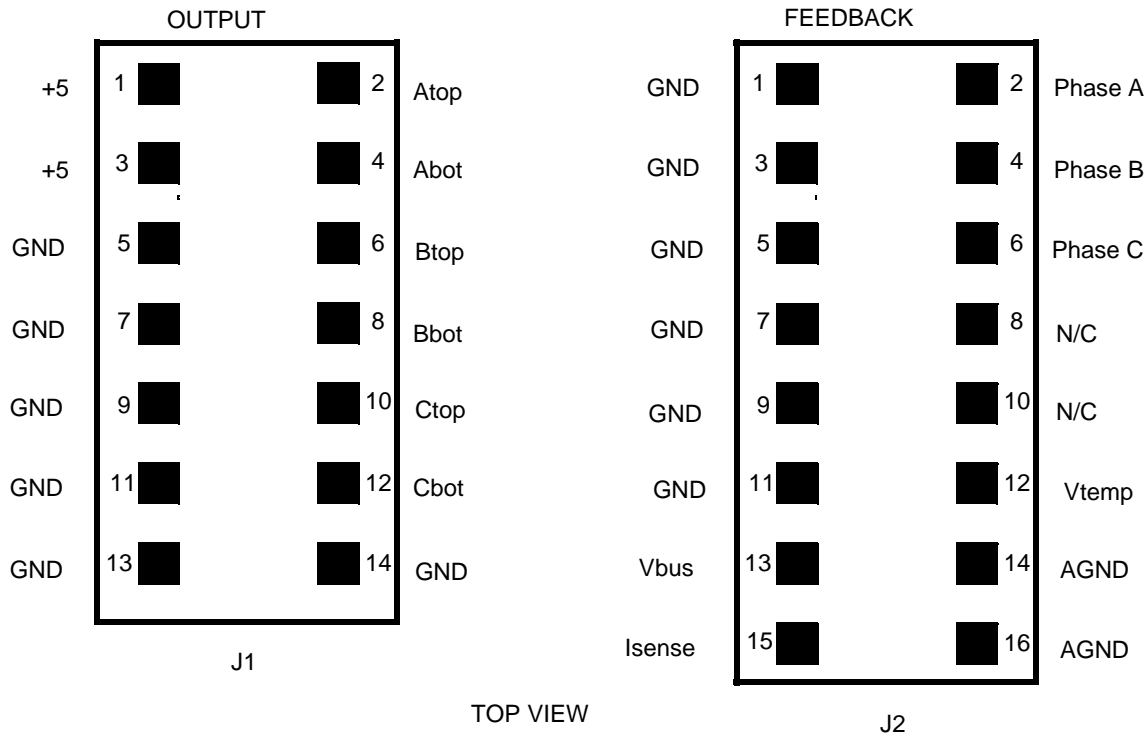 OUTPUT
+5 1 2 Atop
+5 3 4 Abot
GND 5 6 Btop
GND 7 8 Bbot
GND 9 10 Ctop
GND 11 12 Cbot
GND 13 14 GND
J1
FEEDBACK
GND 1 2 Phase A
GND 3 4 Phase B
GND 5 6 Phase C
GND 7 8 N/C
GND 9 10 N/C
GND 11 12 Vtemp
Vbus 13 14 AGND
Isense 15 16 AGND
J2
TOP VIEW